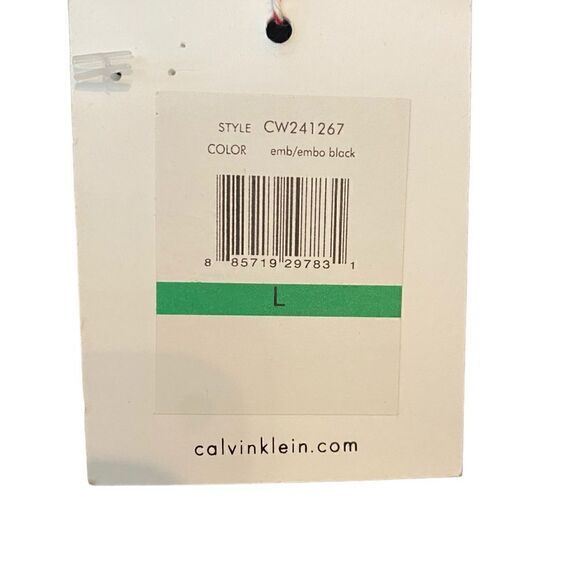 STYLE CW241267
COLOR emb/embo black
8 85719 29783 1
L
calvinklein.com